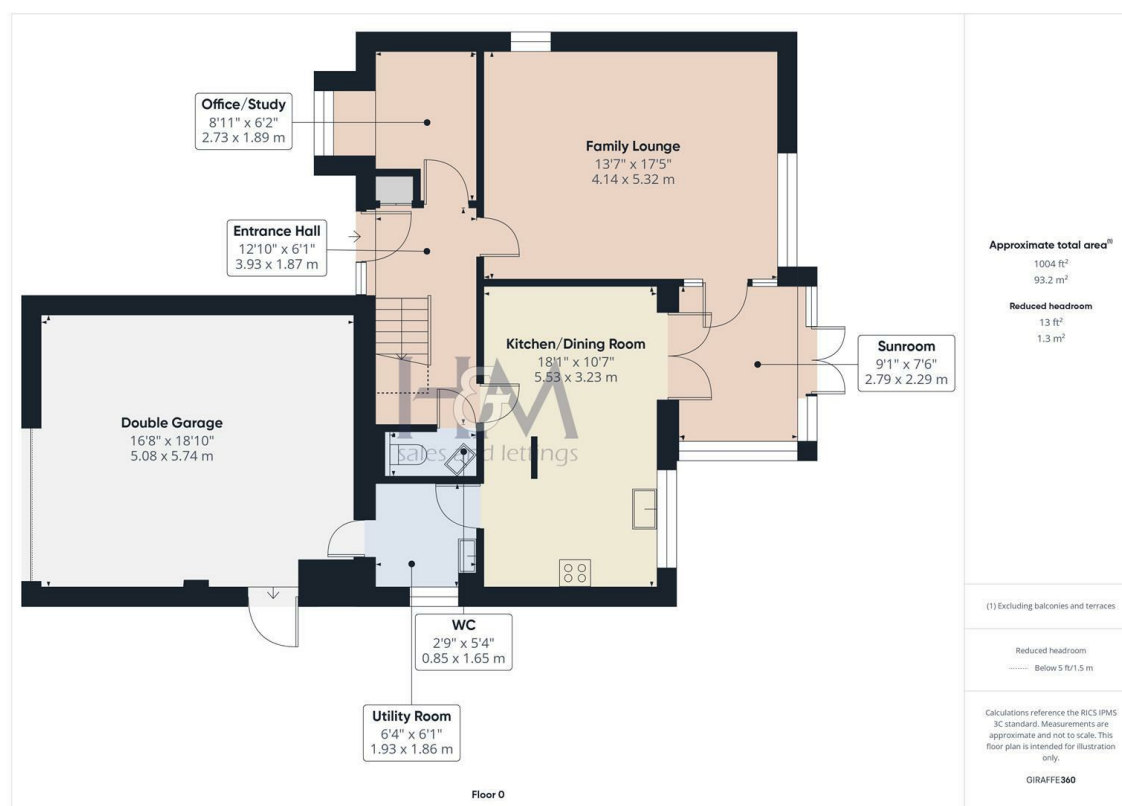 Office/Study
8'11" x 6'2"
2.73 x 1.89 m
Family Lounge
13'7" x 17'5"
4.14 x 5.32 m
Entrance Hall
12'10" x 6'1"
3.93 x 1.87 m
Kitchen/Dining Room
18'1" x 10'7"
5.53 x 3.23 m
Sunroom
9'1" x 7'6"
2.79 x 2.29 m
Double Garage
16'8" x 18'10"
5.08 x 5.74 m
H&M
sales and lettings
WC
2'9" x 5'4"
0.85 x 1.65 m
Utility Room
6'4" x 6'1"
1.93 x 1.86 m
Floor 0
Approximate total area(1)
1004 ft²
93.2 m²
Reduced headroom
13 ft²
1.3 m²
(1) Excluding balconies and terraces
Reduced headroom
Below 5 ft/1.5 m
Calculations reference the RICS IPMS
3C standard. Measurements are
approximate and not to scale. This
floor plan is intended for illustration
only.
GIRAFFE360